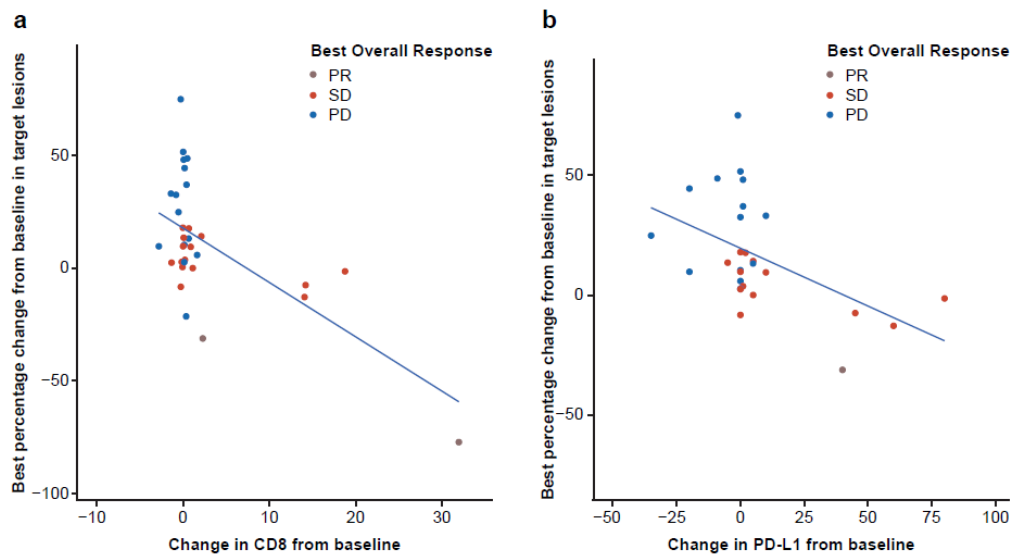 a
Best Overall Response
PR
SD
PD
50
0
−50
−100
Best percentage change from baseline in target lesions
−10
0
10
20
30
Change in CD8 from baseline
b
Best Overall Response
PR
SD
PD
50
0
−50
Best percentage change from baseline in target lesions
−50
−25
0
25
50
75
100
Change in PD-L1 from baseline